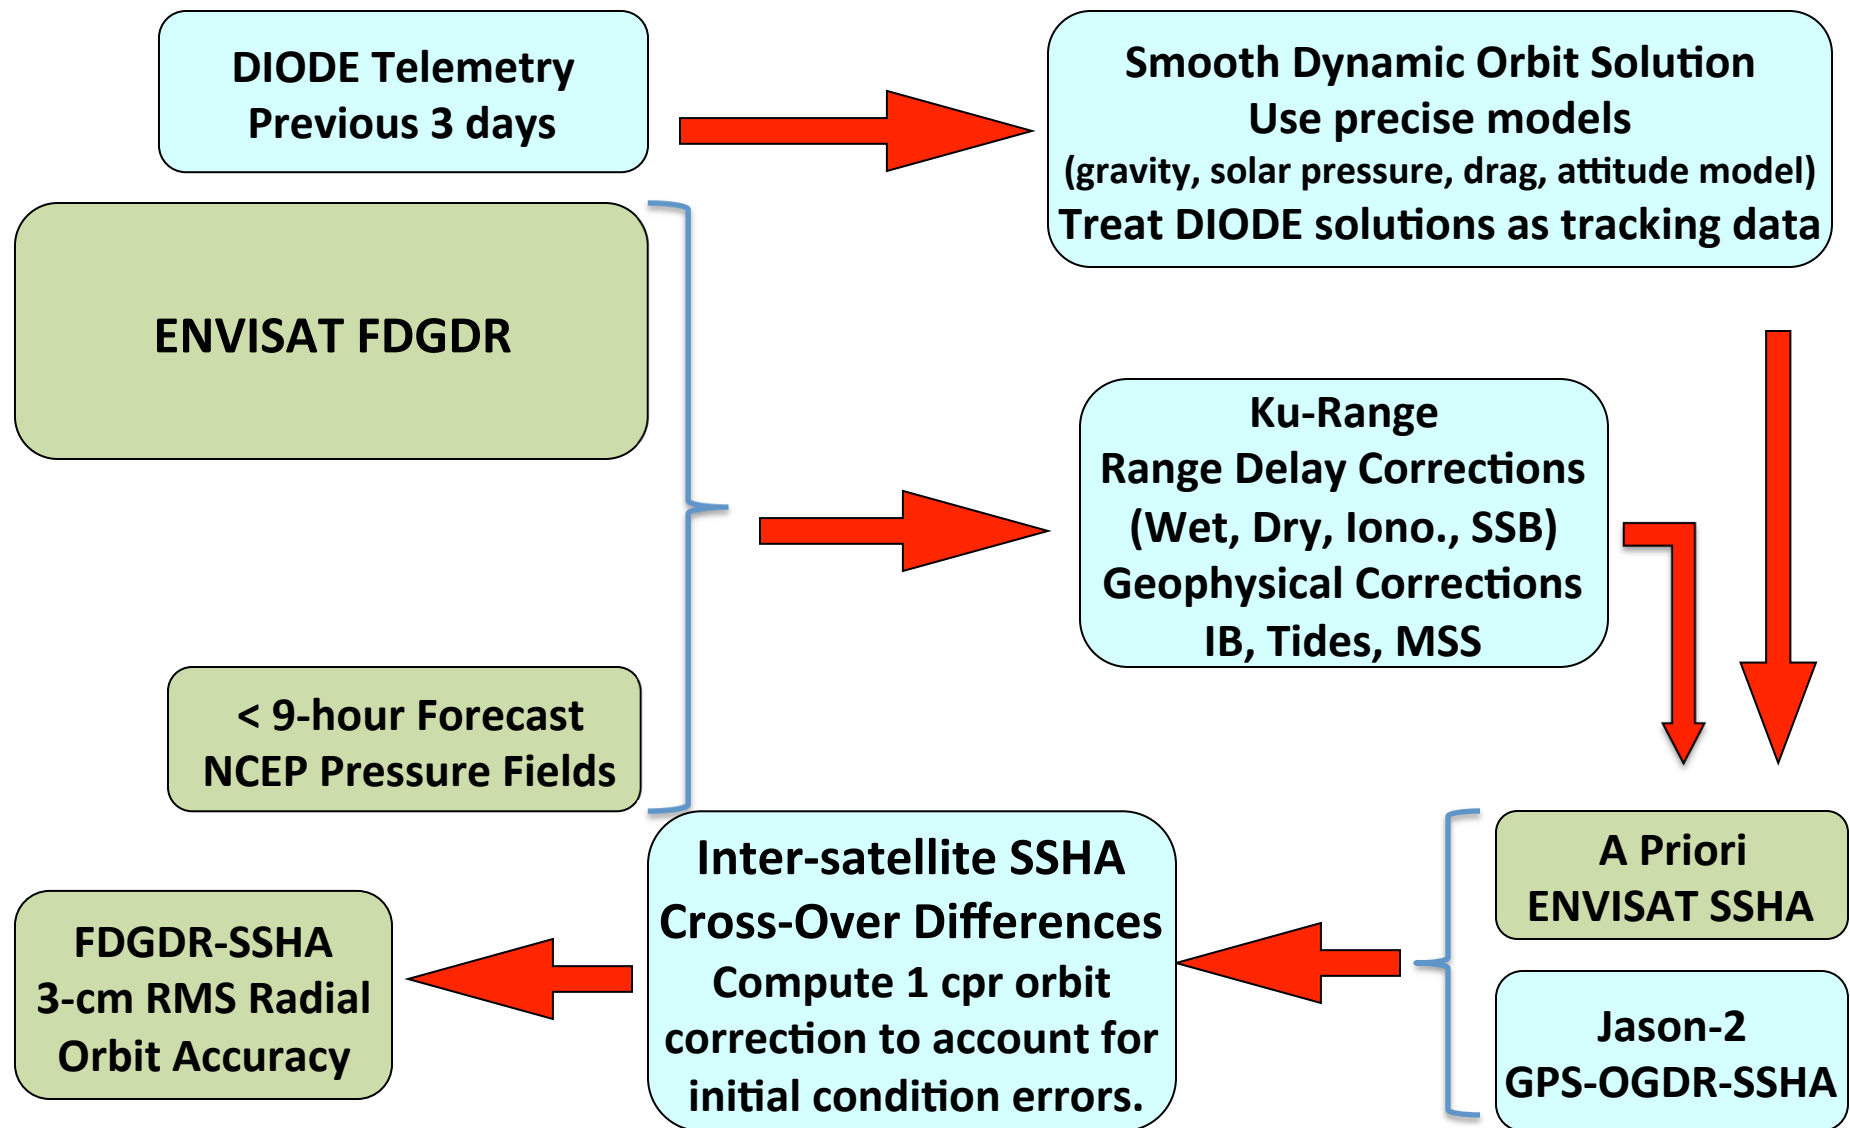 DIODE Telemetry
Previous 3 days
Smooth Dynamic Orbit Solution
Use precise models
(gravity, solar pressure, drag, attitude model)
Treat DIODE solutions as tracking data
ENVISAT FDGDR
Ku-Range
Range Delay Corrections
(Wet, Dry, Iono., SSB)
Geophysical Corrections
IB, Tides, MSS
< 9-hour Forecast
NCEP Pressure Fields
A Priori
ENVISAT SSHA
Jason-2
GPS-OGDR-SSHA
Inter-satellite SSHA
Cross-Over Differences
Compute 1 cpr orbit
correction to account for
initial condition errors.
FDGDR-SSHA
3-cm RMS Radial
Orbit Accuracy